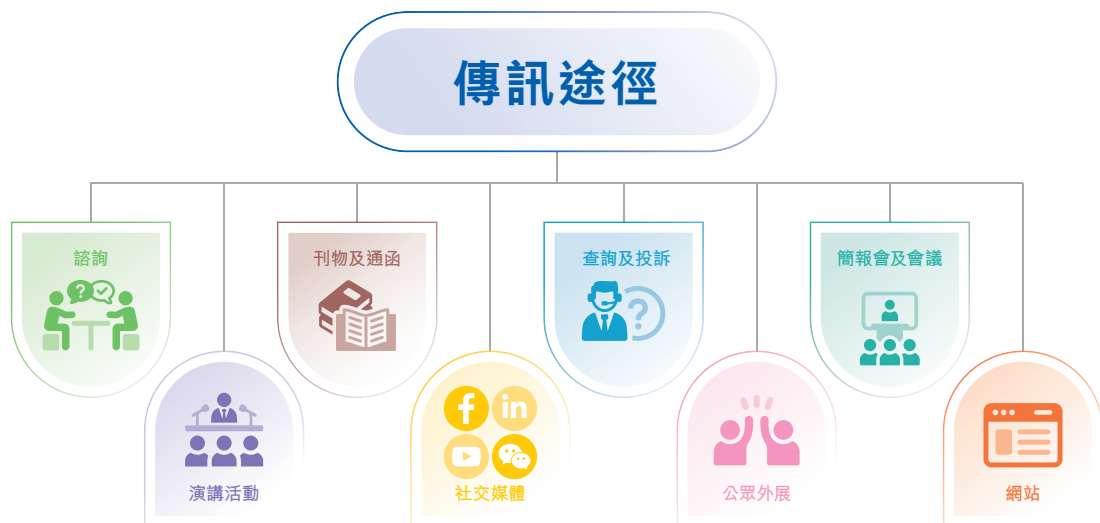 傳訊途徑
諮詢
刊物及通函
查詢及投訴
簡報會及會議
演講活動
社交媒體
公眾外展
網站